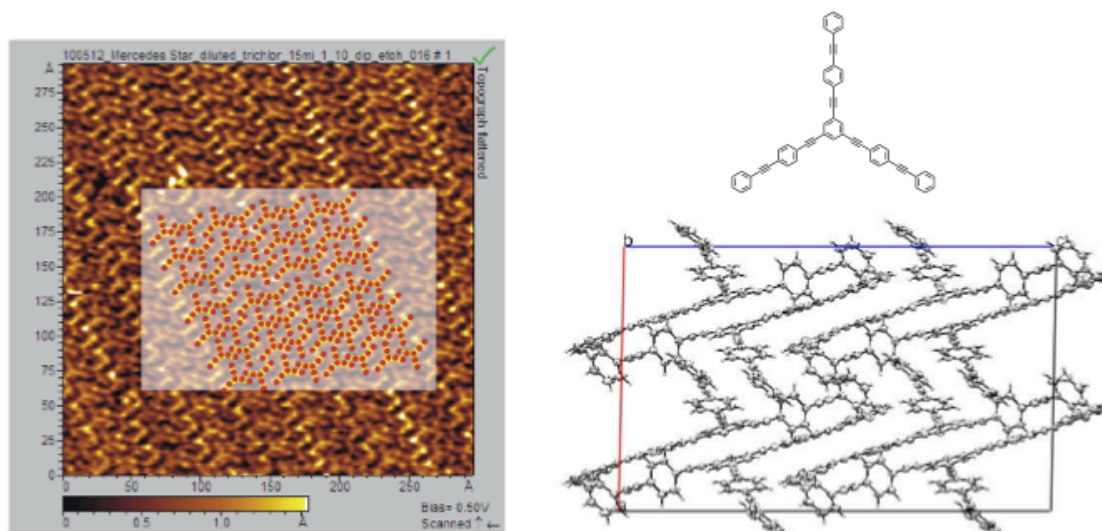 100512_Mercedes Star_diluted_trichlor_15mi_1_10_dip_etch_016 # 1
Topograph flattened
Å
275
250
225
200
175
150
125
100
75
50
25
0
0 50 100 150 200 250 Å
0 0.5 1.0 Å
Bias= 0.50V
Scanned ↑ ←
b